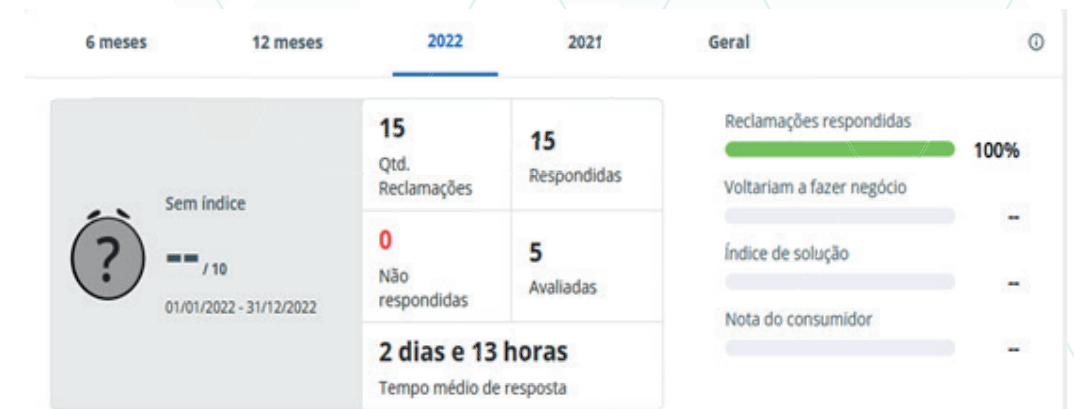 6 meses 12 meses 2022 2021 Geral
Sem índice
?
--/ 10
01/01/2022 - 31/12/2022
15
Qtd.
Reclamações
15
Respondidas
0
Não
respondidas
5
Avaliadas
2 dias e 13 horas
Tempo médio de resposta
Reclamações respondidas
100%
Voltariam a fazer negócio
--
Índice de solução
--
Nota do consumidor
--